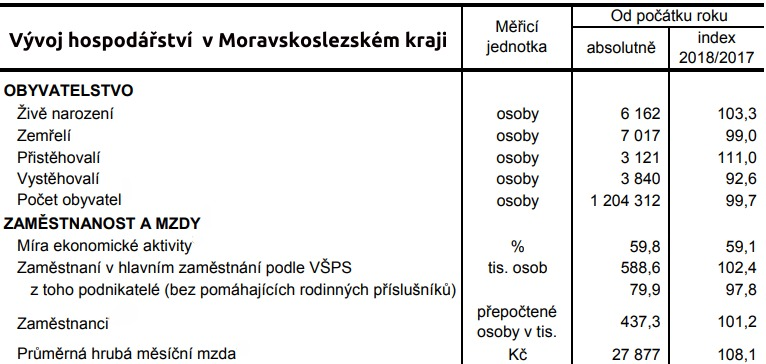 Vývoj hospodářství v Moravskoslezském kraji Měřicí jednotka Od počátku roku
absolutně index 2018/2017
OBYVATELSTVO
Živě narození osoby 6 162 103,3
Zemřelí osoby 7 017 99,0
Přistěhovalí osoby 3 121 111,0
Vystěhovalí osoby 3 840 92,6
Počet obyvatel osoby 1 204 312 99,7
ZAMĚSTNANOST A MZDY
Míra ekonomické aktivity % 59,8 59,1
Zaměstnaní v hlavním zaměstnání podle VŠPS tis. osob 588,6 102,4
z toho podnikatelé (bez pomáhajících rodinných příslušníků) 79,9 97,8
Zaměstnanci přepočtené osoby v tis. 437,3 101,2
Průměrná hrubá měsíční mzda Kč 27 877 108,1